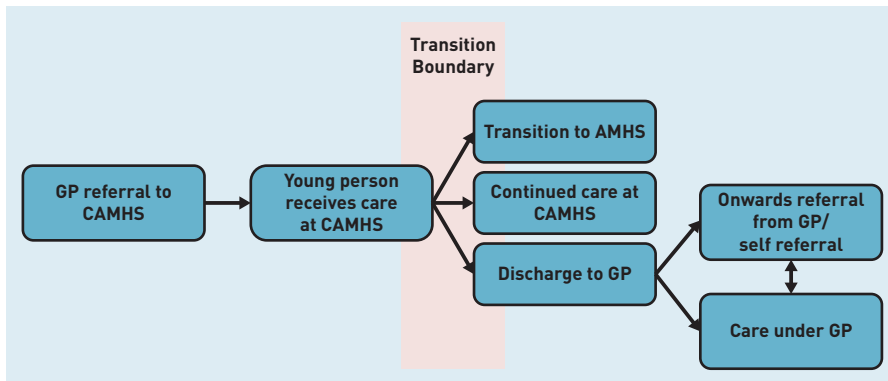 Transition
Boundary
GP referral to
CAMHS
Young person
receives care
at CAMHS
Transition to AMHS
Continued care at
CAMHS
Discharge to GP
Onwards referral
from GP/
self referral
Care under GP